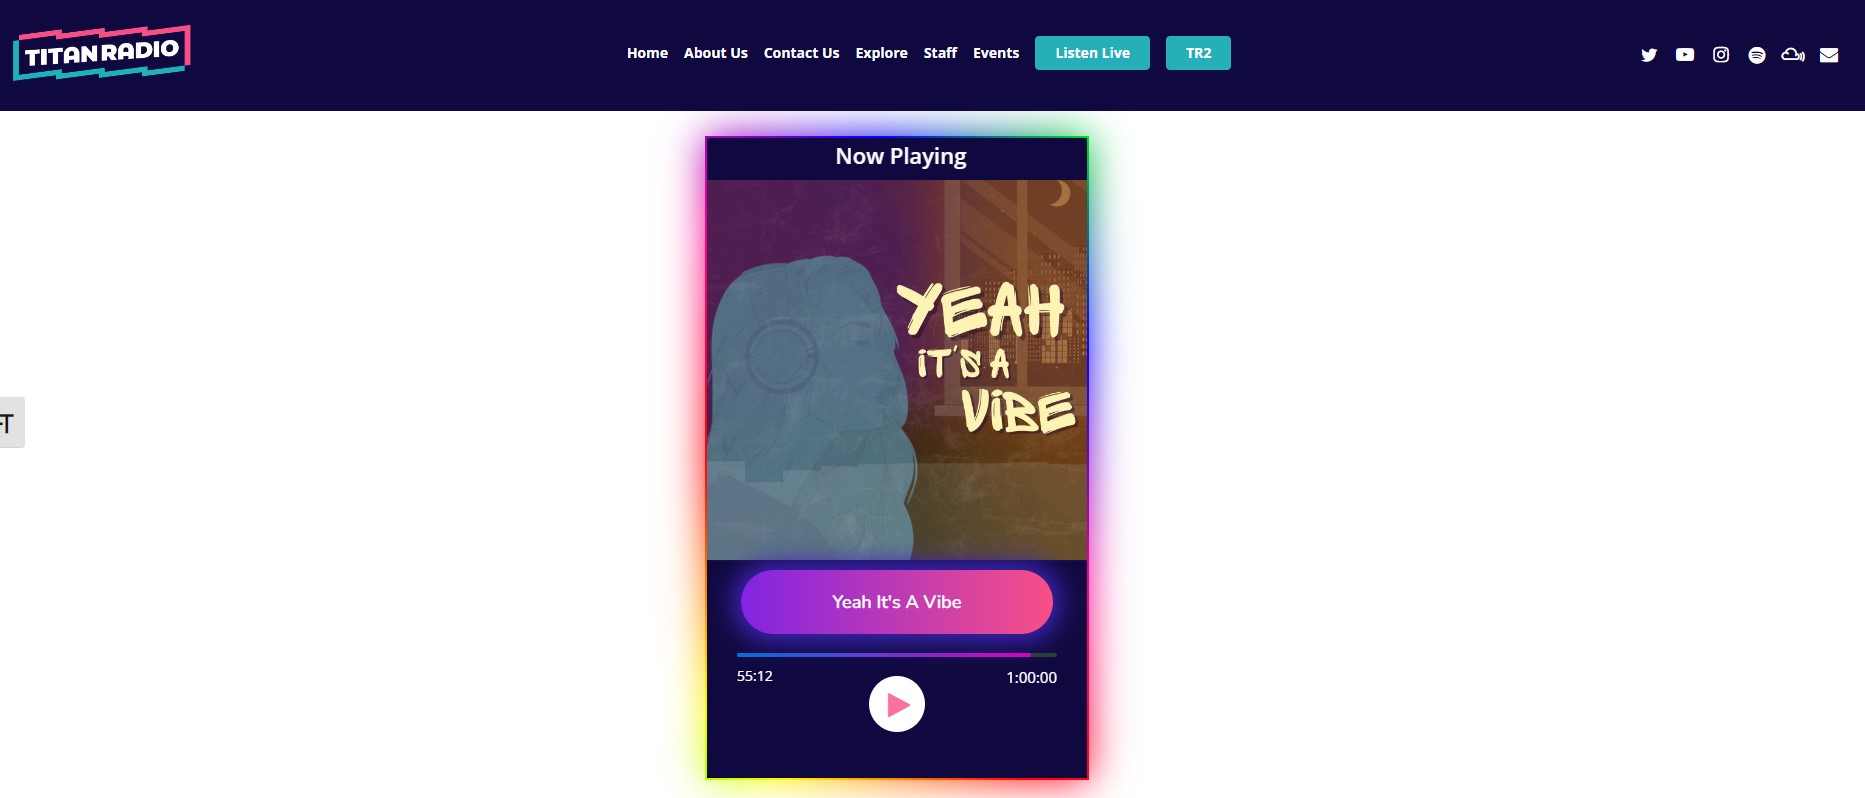 TITAN RADIO
Home About Us Contact Us Explore Staff Events Listen Live TR2
Now Playing
YEAH
iT'S A
ViBE
Yeah It's A Vibe
55:12 1:00:00